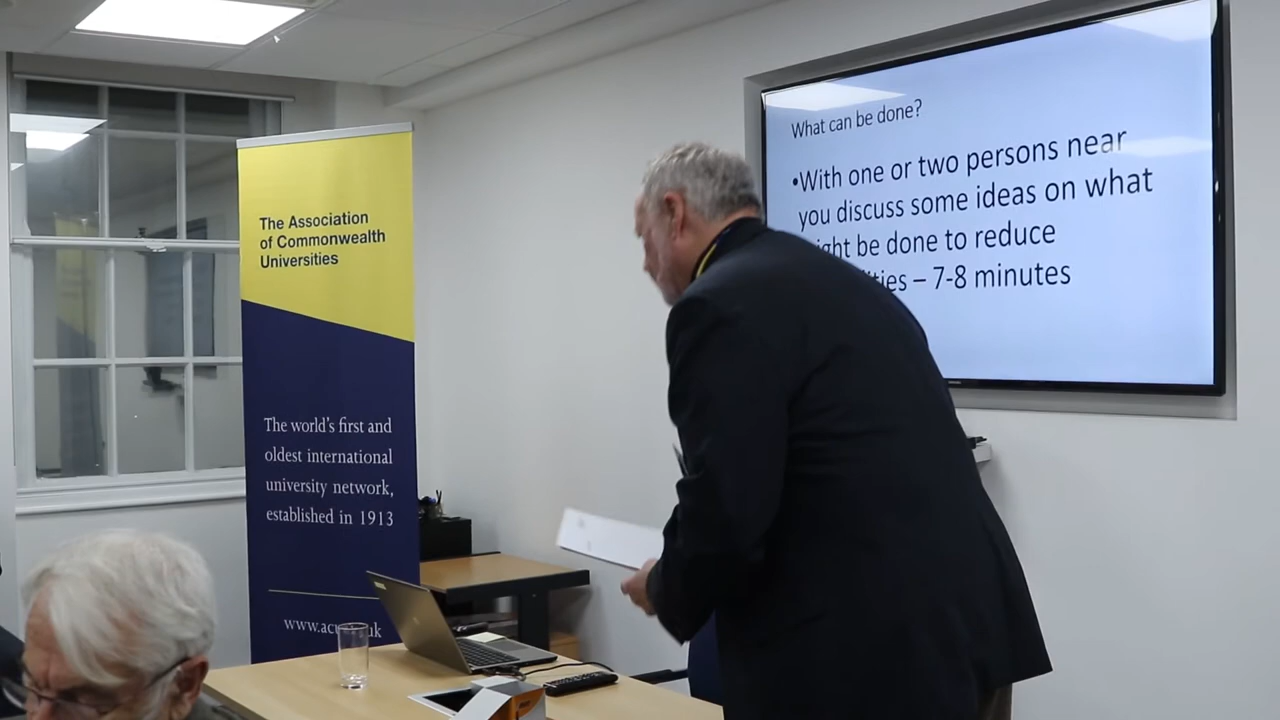 The Association
of Commonwealth
Universities
The world's first and
oldest international
university network,
established in 1913
What can be done?
•With one or two persons near
you discuss some ideas on what
be done to reduce
– 7-8 minutes